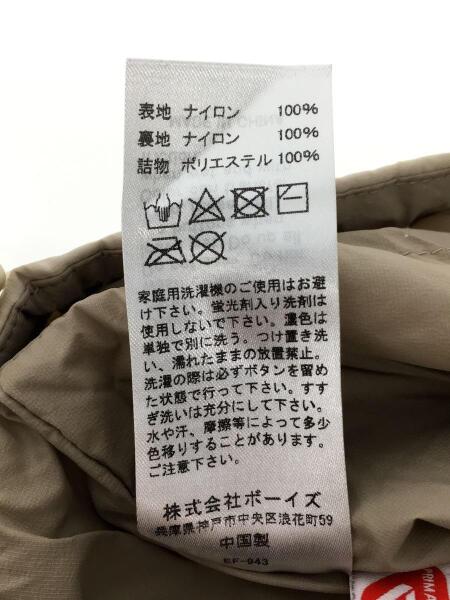 表地 ナイロン 100%
裏地 ナイロン 100%
詰物 ポリエステル 100%
家庭用洗濯機のご使用はお避
け下さい。蛍光剤入り洗剤は
使用しないで下さい。濃色は
単独で別に洗う。つけ置き洗
い、濡れたままの放置禁止。
洗濯の際は必ずボタンを留め
た状態で行って下さい。すす
ぎ洗いは充分にして下さい。
水や汗、摩擦等によって多少
色移りすることがあります。
ご注意下さい。
株式会社ボーイズ
兵庫県神戸市中央区浪花町59
中国製
EF-943
PRIMA